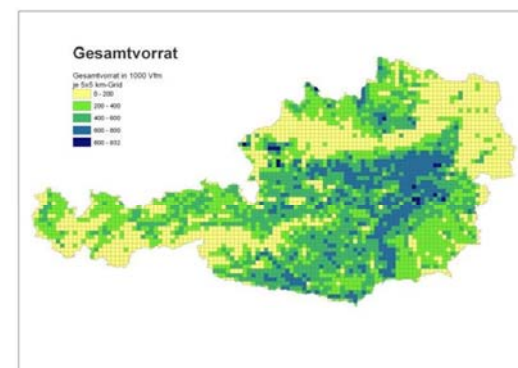 Gesamtvorrat
Gesamtvorrat in 1000 Vfm
je 5x5 km-Grid
0 - 200
200 - 400
400 - 600
600 - 800
800 - 932